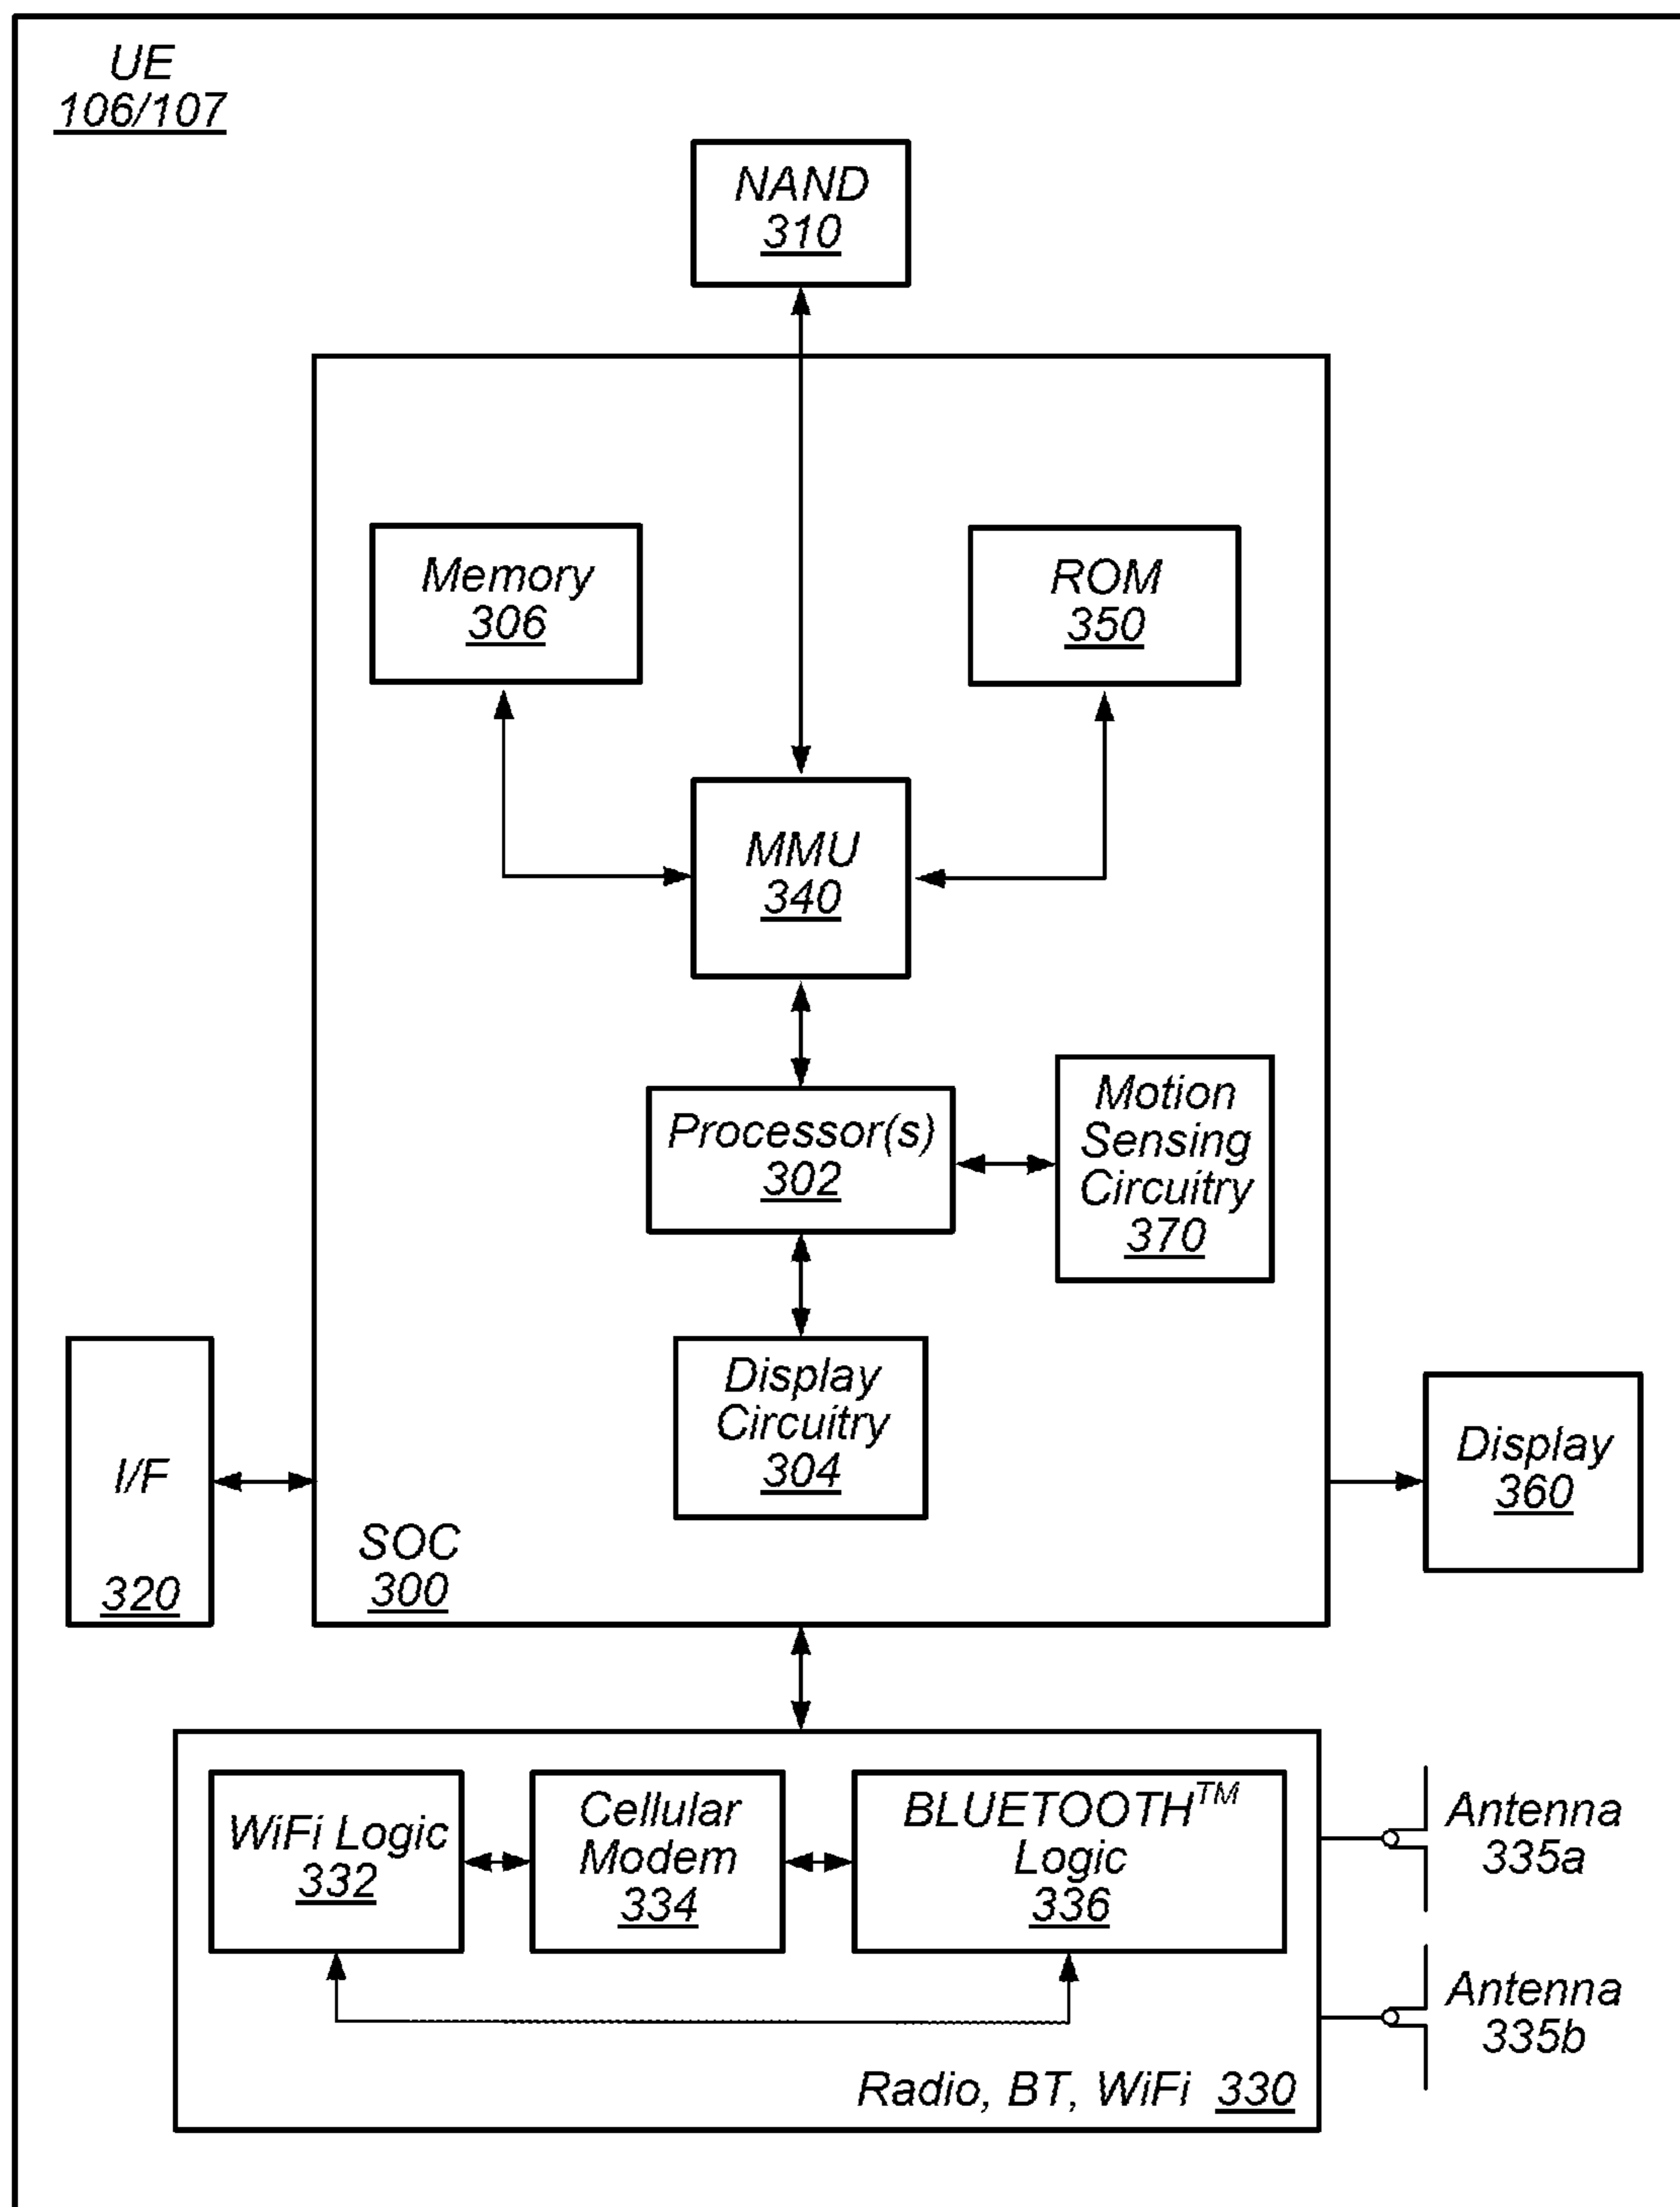 UE
106/107
NAND
310
Memory
306
ROM
350
MMU
340
Processor(s)
302
Motion
Sensing
Circuitry
370
Display
Circuitry
304
I/F
320
SOC
300
Display
360
WiFi Logic
332
Cellular
Modem
334
BLUETOOTH™
Logic
336
Antenna
335a
Antenna
335b
Radio, BT, WiFi 330